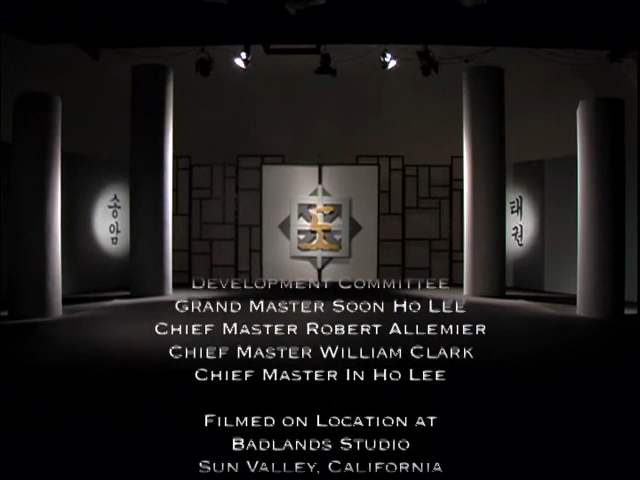 송암
태권
Development Committee
Grand Master Soon Ho Lee
Chief Master Robert Allemier
Chief Master William Clark
Chief Master In Ho Lee
Filmed on Location at
Badlands Studio
Sun Valley, California